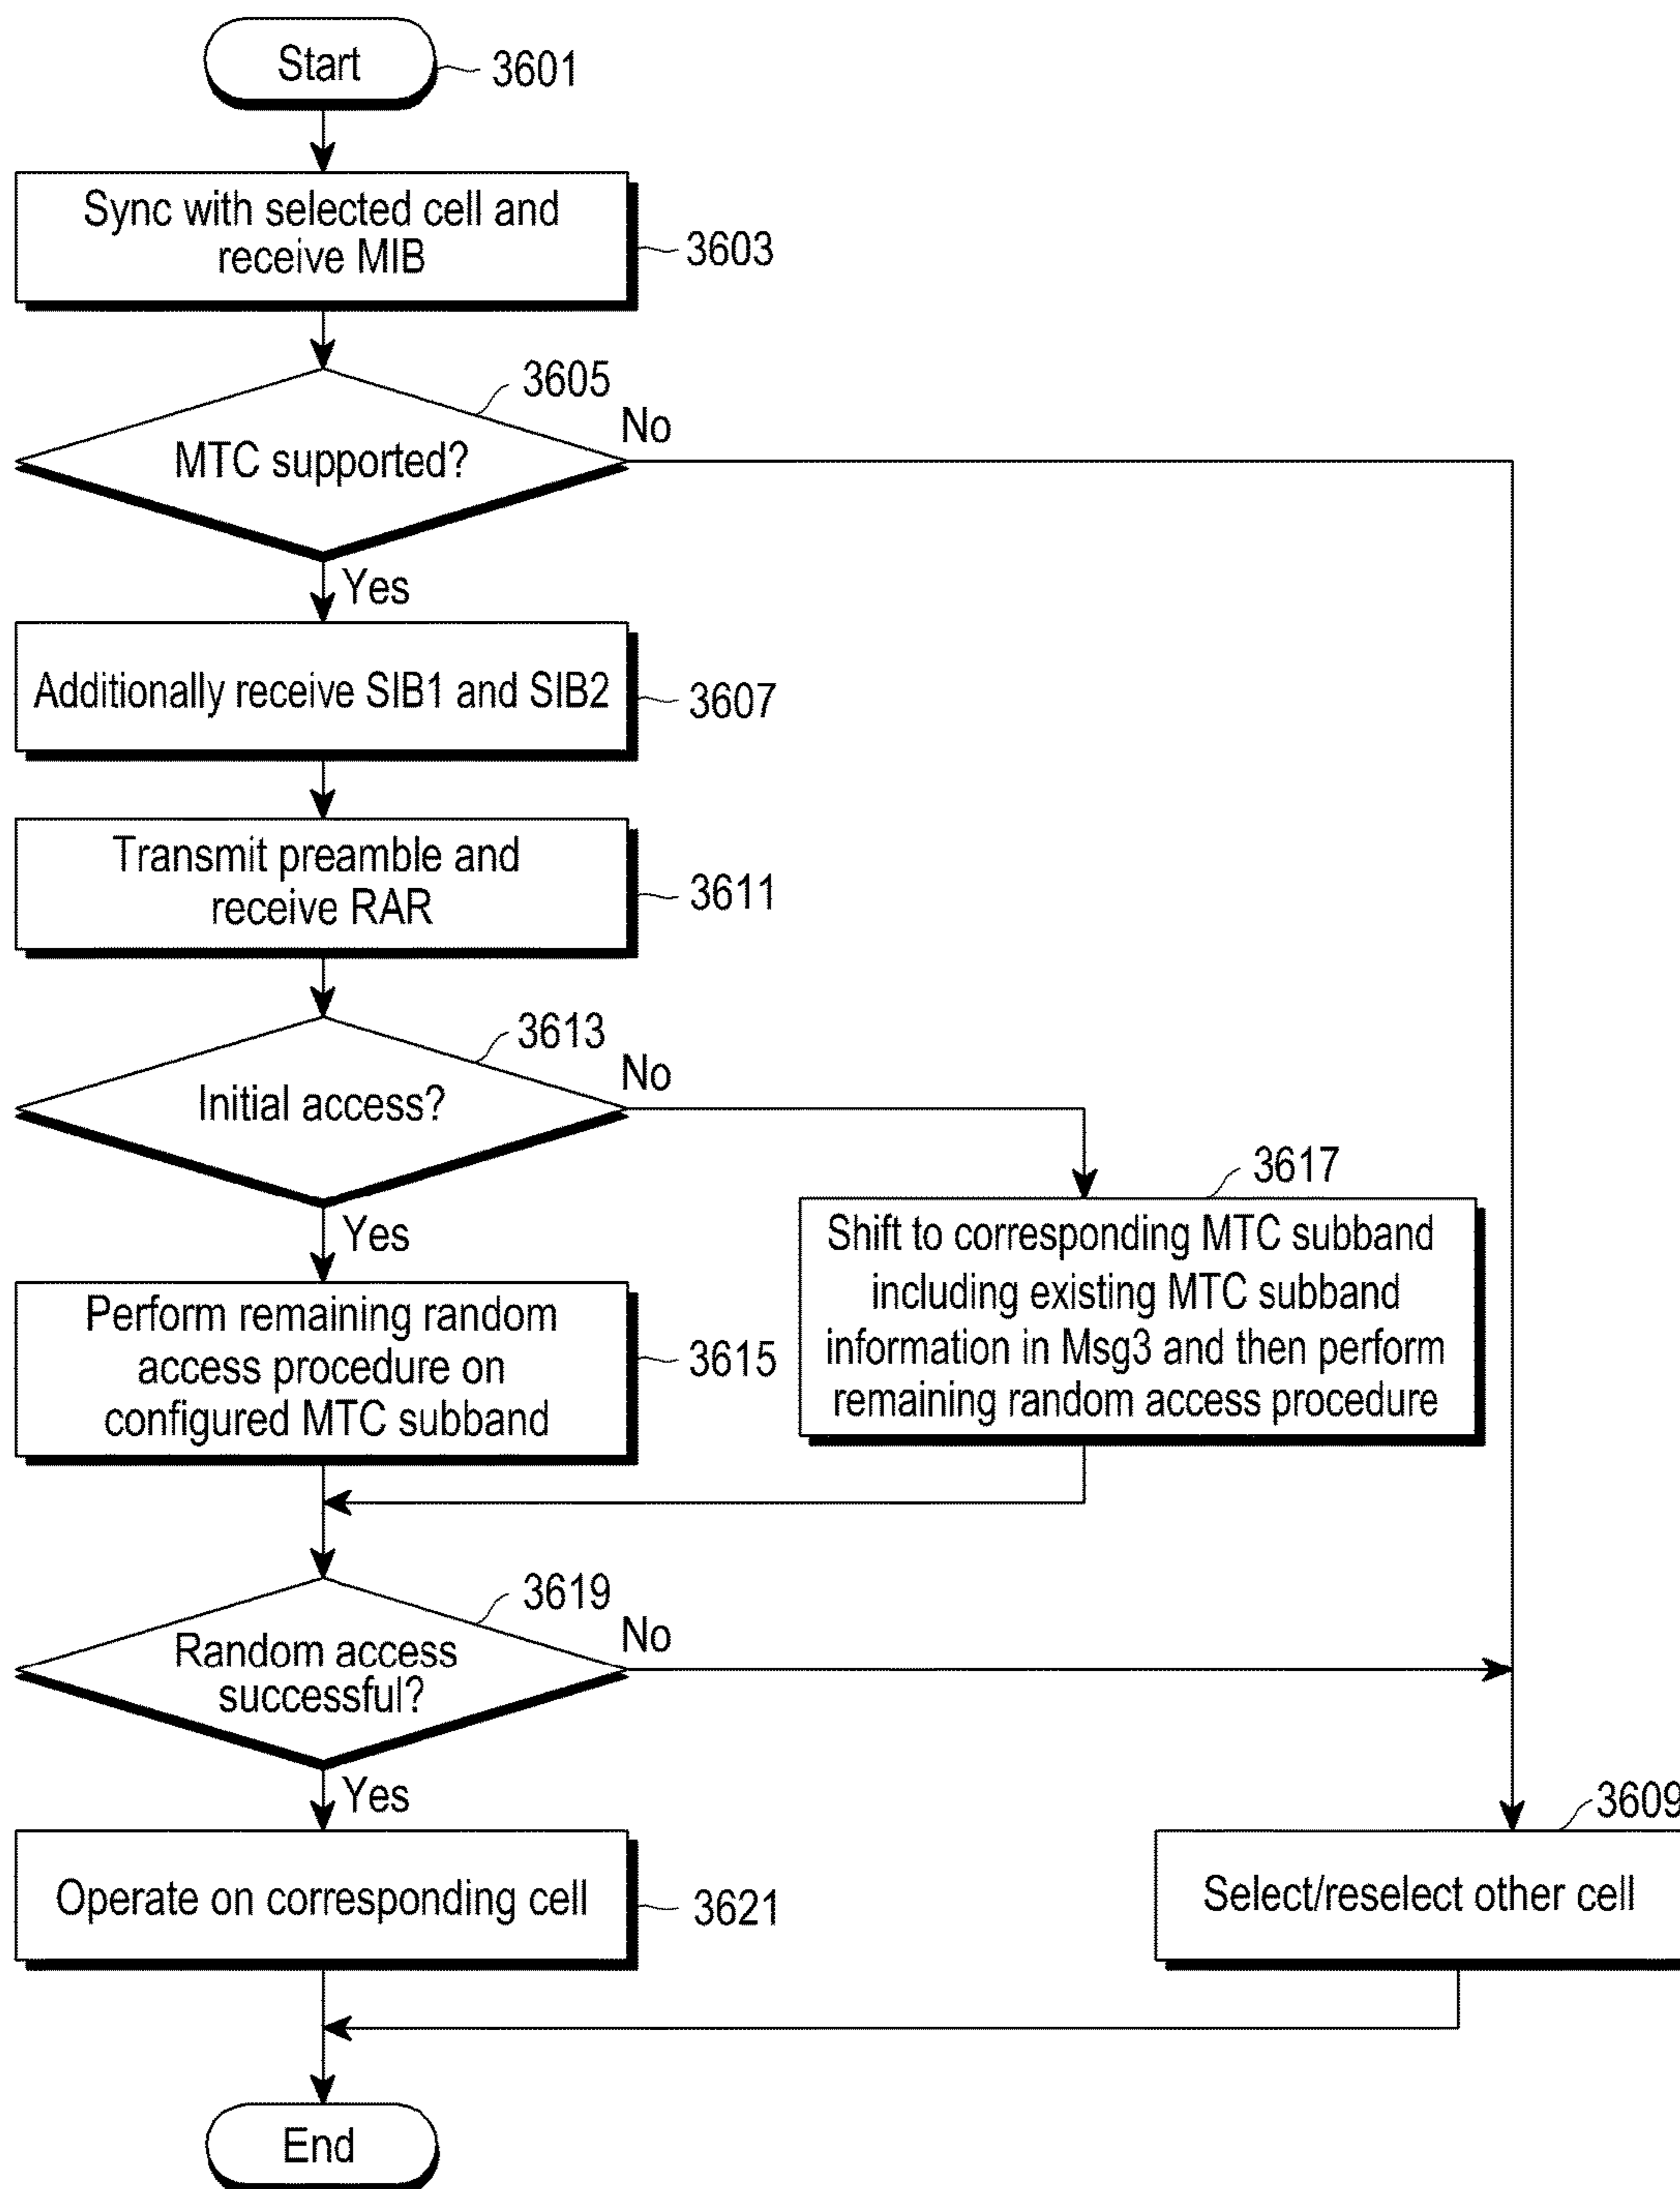 Start
3601
Sync with selected cell and
receive MIB
3603
3605
No
MTC supported?
Yes
Additionally receive SIB1 and SIB2
3607
Transmit preamble and
receive RAR
3611
3613
No
Initial access?
Yes
3617
Shift to corresponding MTC subband
including existing MTC subband
information in Msg3 and then perform
remaining random access procedure
Perform remaining random
access procedure on
configured MTC subband
3615
3619
No
Random access
successful?
Yes
3609
Operate on corresponding cell
3621
Select/reselect other cell
End